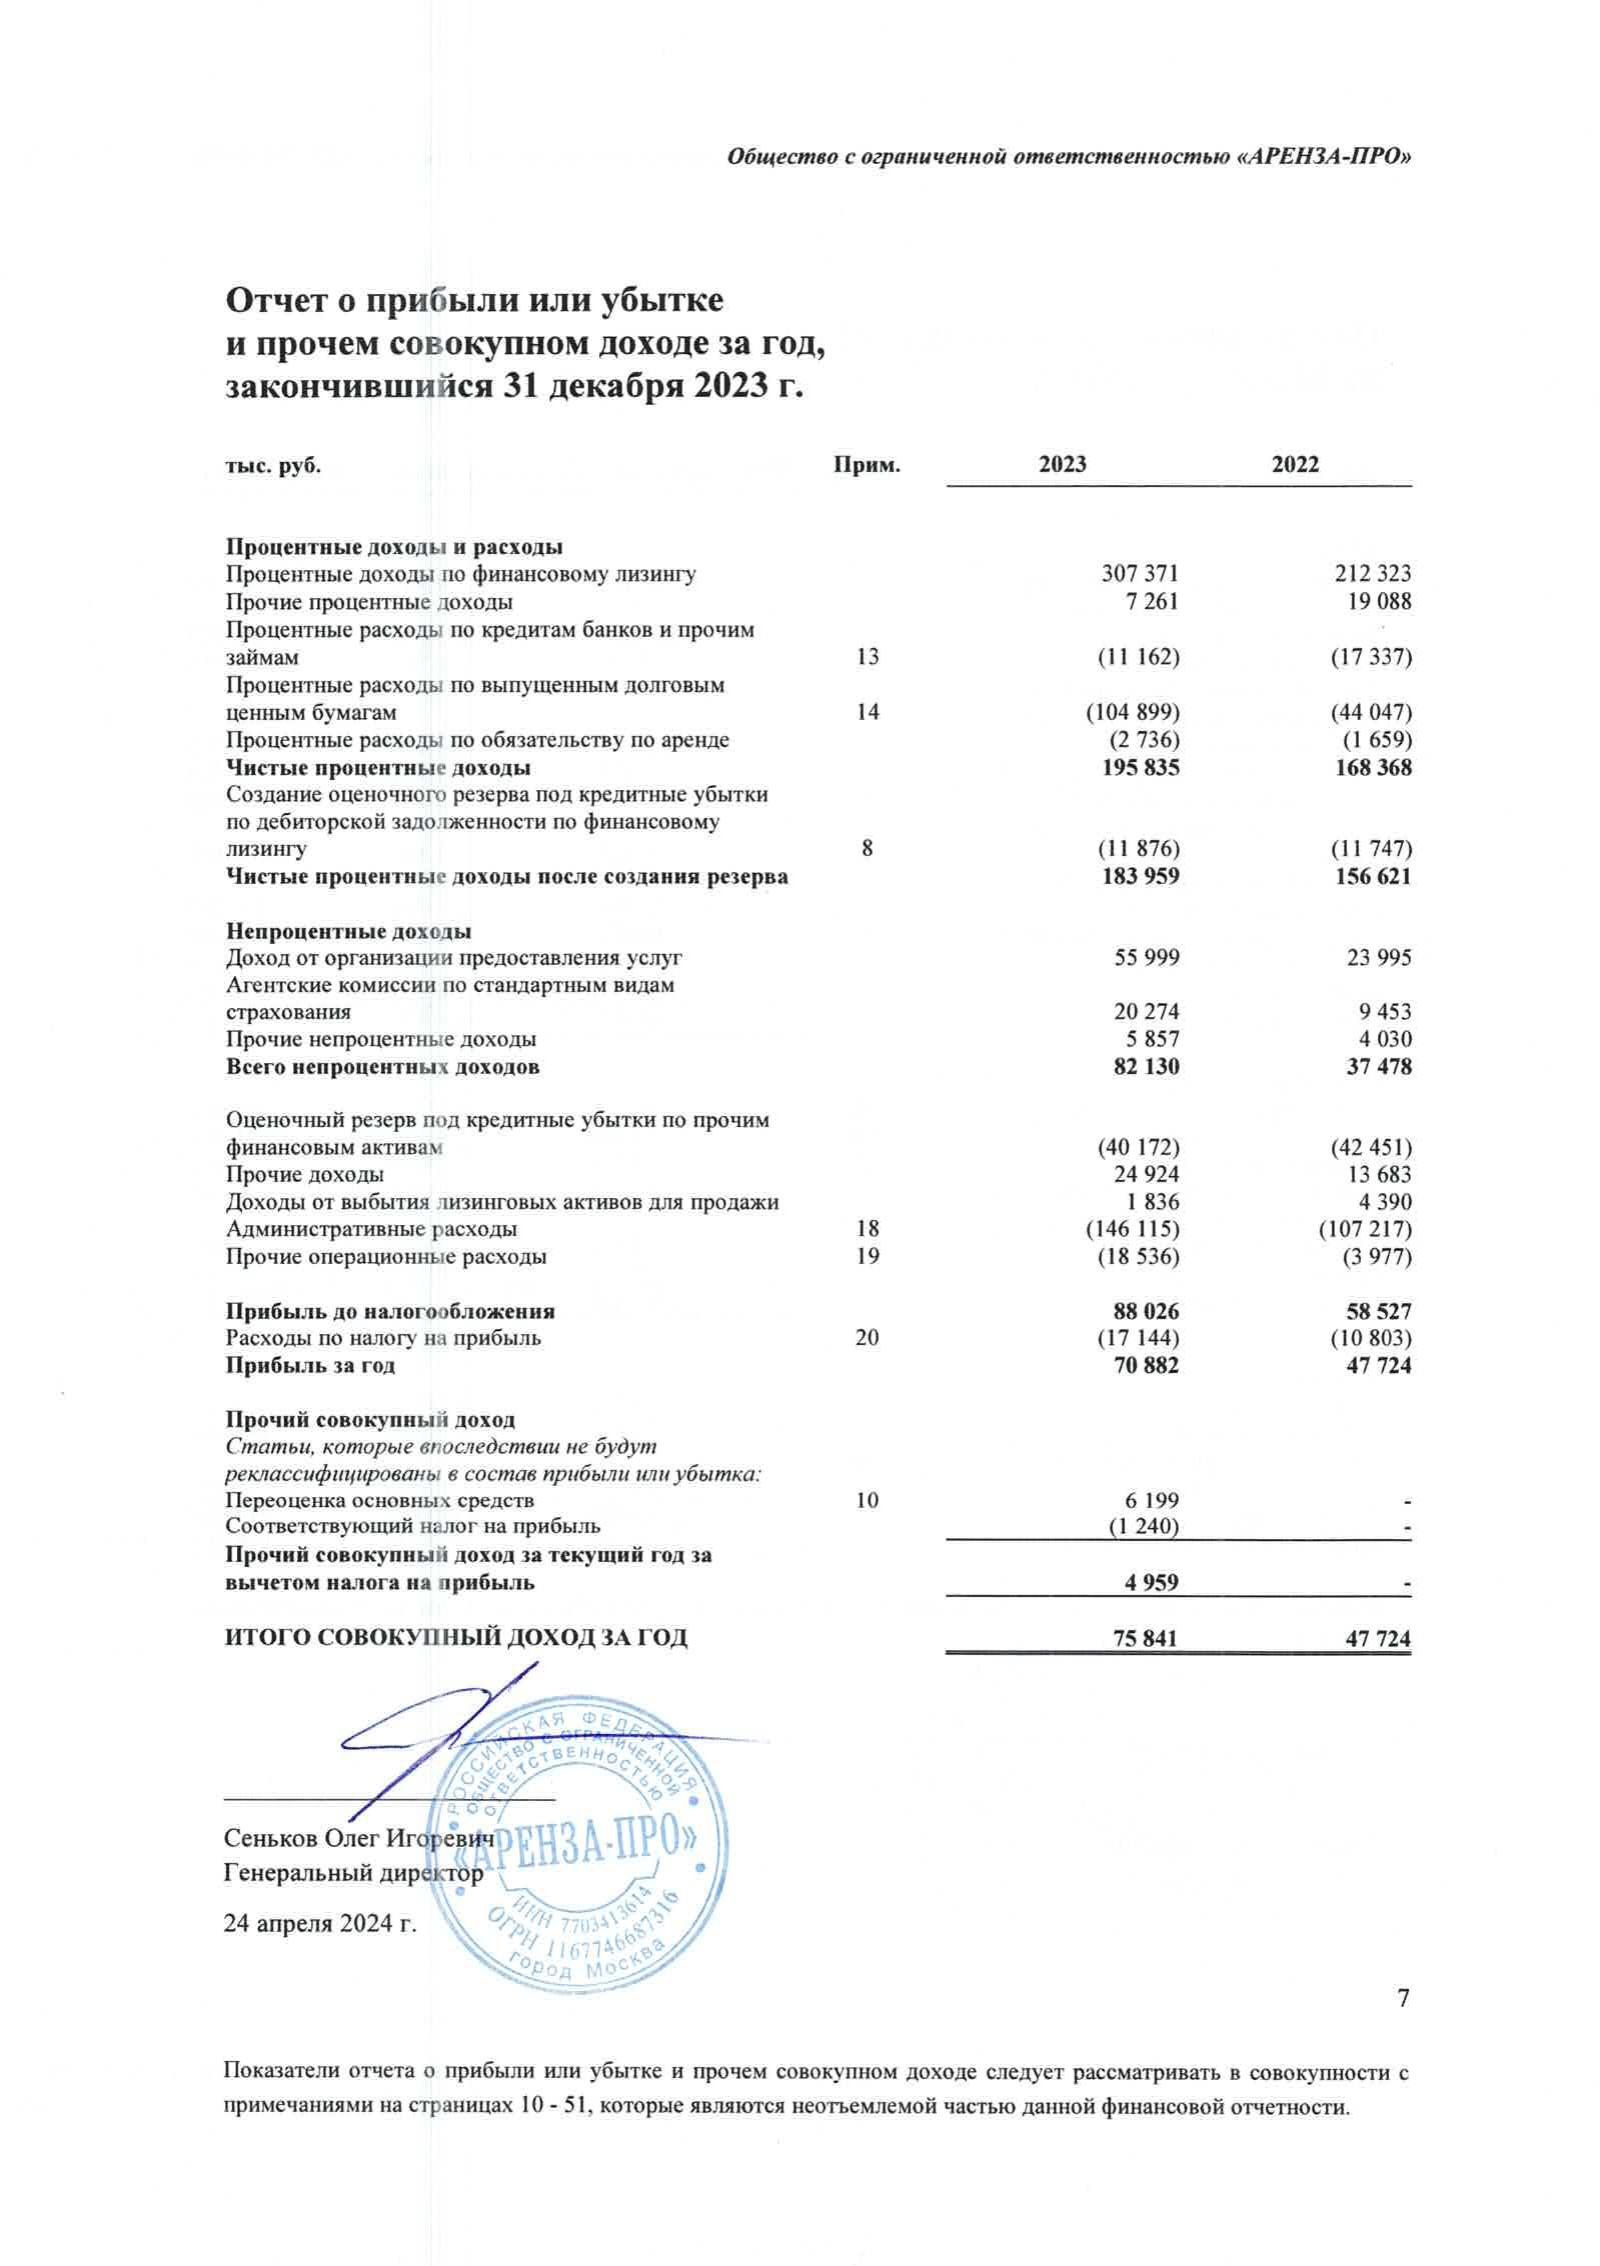 Общество с ограниченной ответственностью «АРЕНЗА-ПРО»
Отчет о прибыли или убытке
и прочем совокупном доходе за год,
закончившийся 31 декабря 2023 г.
тыс. руб. Прим. 2023 2022
Процентные доходы и расходы
Процентные доходы по финансовому лизингу 307 371 212 323
Прочие процентные доходы 7 261 19 088
Процентные расходы по кредитам банков и прочим
займам 13 (11 162) (17 337)
Процентные расходы по выпущенным долговым
ценным бумагам 14 (104 899) (44 047)
Процентные расходы по обязательству по аренде (2 736) (1 659)
Чистые процентные доходы 195 835 168 368
Создание оценочного резерва под кредитные убытки
по дебиторской задолженности по финансовому
лизингу 8 (11 876) (11 747)
Чистые процентные доходы после создания резерва 183 959 156 621
Непроцентные доходы
Доход от организации предоставления услуг 55 999 23 995
Агентские комиссии по стандартным видам
страхования 20 274 9 453
Прочие непроцентные доходы 5 857 4 030
Всего непроцентных доходов 82 130 37 478
Оценочный резерв под кредитные убытки по прочим
финансовым активам (40 172) (42 451)
Прочие доходы 24 924 13 683
Доходы от выбытия лизинговых активов для продажи 1 836 4 390
Административные расходы 18 (146 115) (107 217)
Прочие операционные расходы 19 (18 536) (3 977)
Прибыль до налогообложения 88 026 58 527
Расходы по налогу на прибыль 20 (17 144) (10 803)
Прибыль за год 70 882 47 724
Прочий совокупный доход
Статьи, которые впоследствии не будут
реклассифицированы в состав прибыли или убытка:
Переоценка основных средств 10 6 199 -
Соответствующий налог на прибыль (1 240) -
Прочий совокупный доход за текущий год за
вычетом налога на прибыль 4 959 -
ИТОГО СОВОКУПНЫЙ ДОХОД ЗА ГОД 75 841 47 724
РОССИЙСКАЯ ФЕДЕРАЦИЯ
ОБЩЕСТВО С ОГРАНИЧЕННОЙ
ОТВЕТСТВЕННОСТЬЮ
«АРЕНЗА-ПРО»
ИНН 7703413614
ОГРН 1167746687316
город Москва
Сеньков Олег Игоревич
Генеральный директор
24 апреля 2024 г.
7
Показатели отчета о прибыли или убытке и прочем совокупном доходе следует рассматривать в совокупности с
примечаниями на страницах 10 - 51, которые являются неотъемлемой частью данной финансовой отчетности.